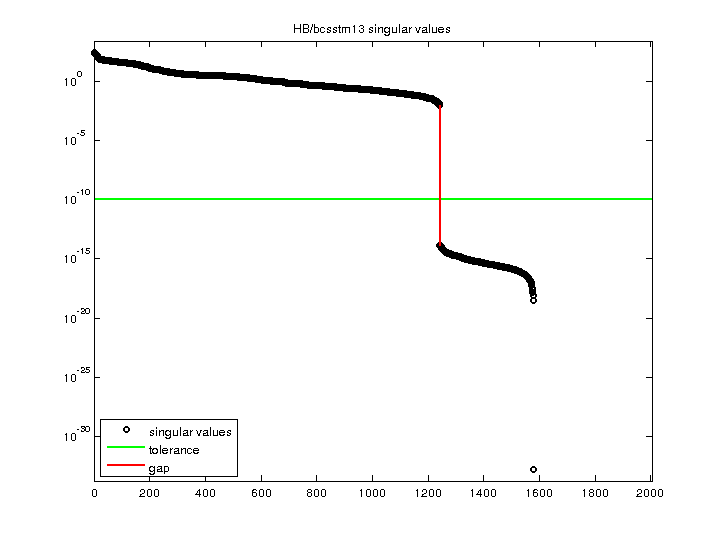 HB/bcsstm13 singular values
10^0
10^-5
10^-10
10^-15
10^-20
10^-25
10^-30
singular values
tolerance
gap
0 200 400 600 800 1000 1200 1400 1600 1800 2000